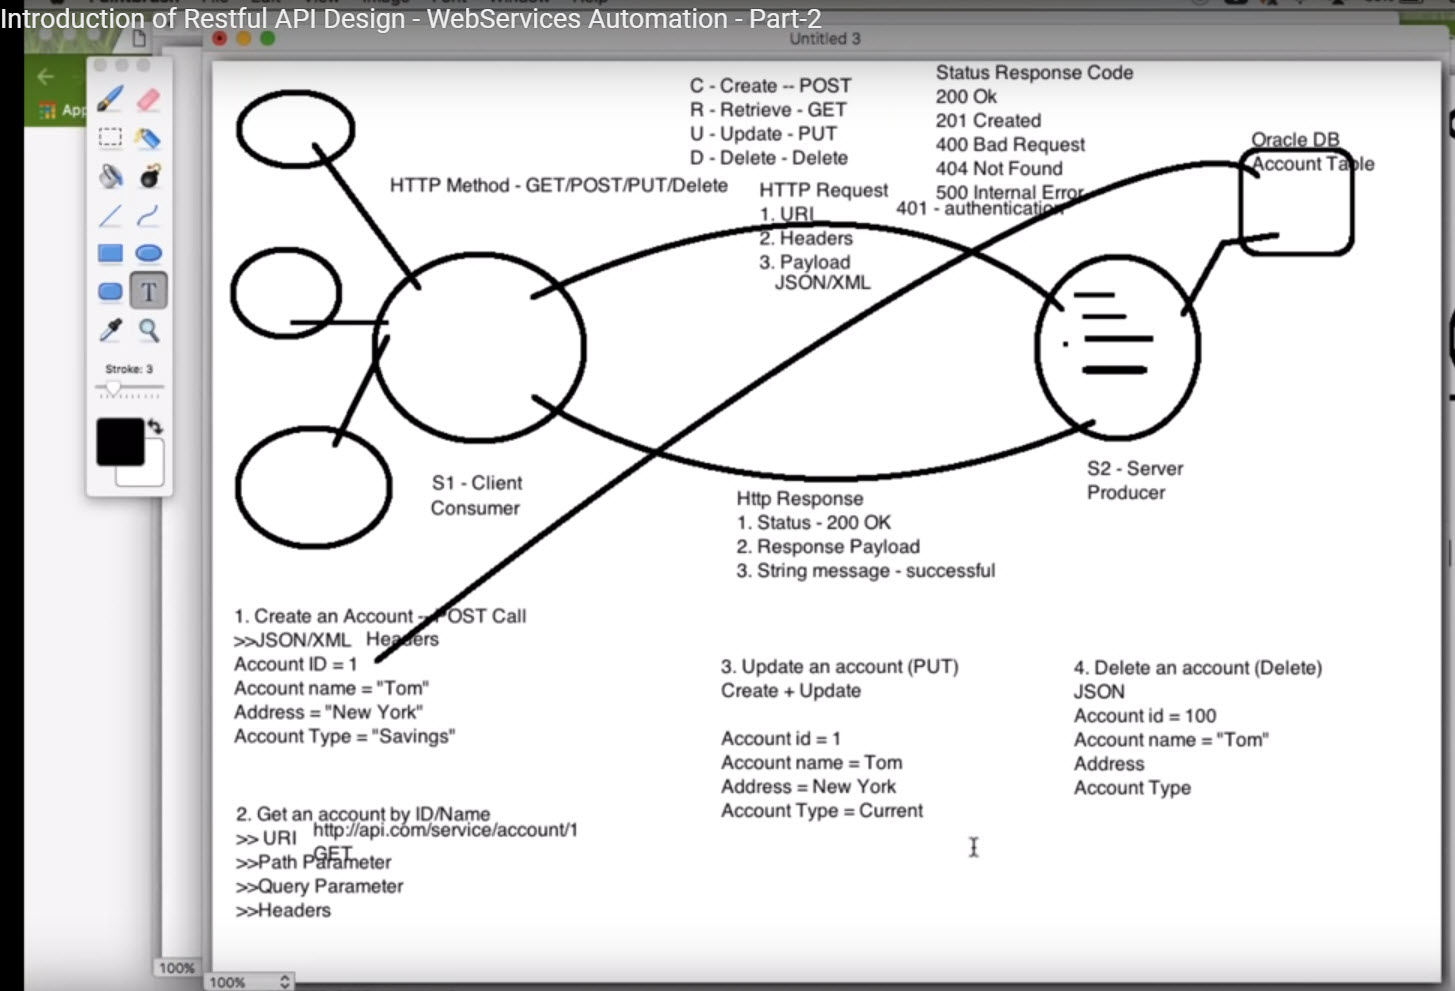 Introduction of Restful API Design - WebServices Automation - Part-2
Untitled 3
App
Stroke: 3
C - Create -- POST
R - Retrieve - GET
U - Update - PUT
D - Delete - Delete
Status Response Code
200 Ok
201 Created
400 Bad Request
404 Not Found
500 Internal Error
401 - authentication
Oracle DB
Account Table
HTTP Method - GET/POST/PUT/Delete
HTTP Request
1. URI
2. Headers
3. Payload
JSON/XML
S1 - Client
Consumer
S2 - Server
Producer
Http Response
1. Status - 200 OK
2. Response Payload
3. String message - successful
1. Create an Account -- POST Call
>>JSON/XML Headers
Account ID = 1
Account name = "Tom"
Address = "New York"
Account Type = "Savings"
2. Get an account by ID/Name
>> URI http://api.com/service/account/1
GET
>>Path Parameter
>>Query Parameter
>>Headers
3. Update an account (PUT)
Create + Update
Account id = 1
Account name = Tom
Address = New York
Account Type = Current
4. Delete an account (Delete)
JSON
Account id = 100
Account name = "Tom"
Address
Account Type
100%
100%